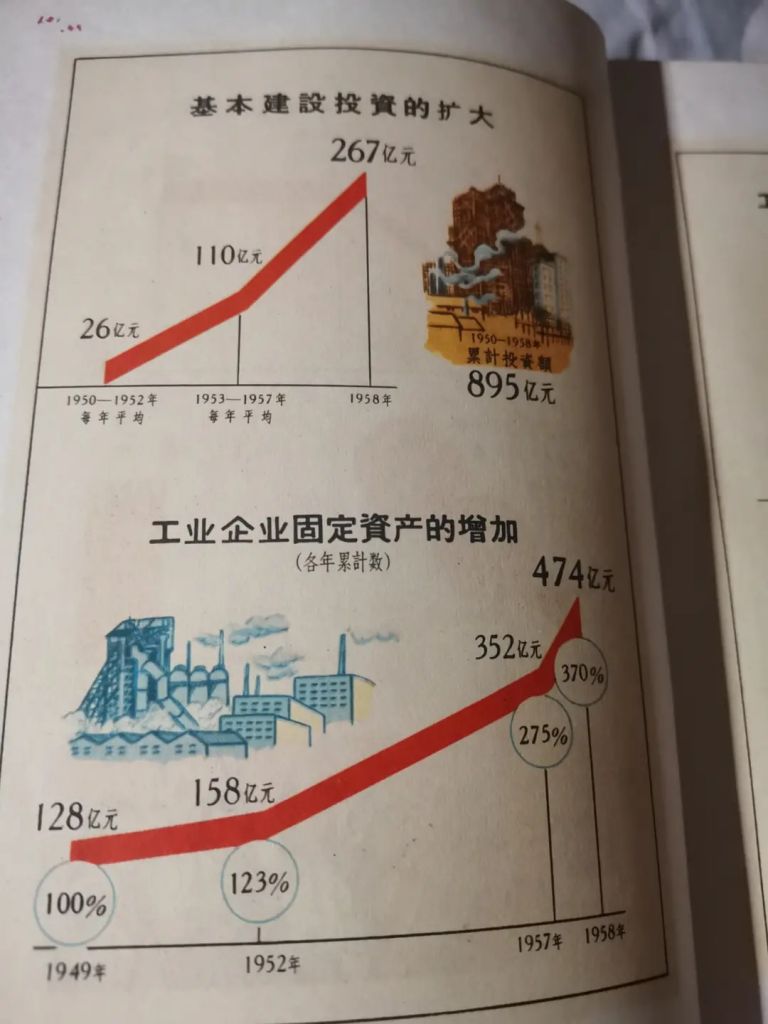 基本建設投資的扩大
267亿元
110亿元
26亿元
1950—1952年
每年平均
1953—1957年
每年平均
1958年
1950—1958年
累計投資額
895亿元
工业企业固定資产的增加
(各年累計数)
474亿元
352亿元
370%
275%
158亿元
128亿元
123%
100%
1949年
1952年
1957年
1958年